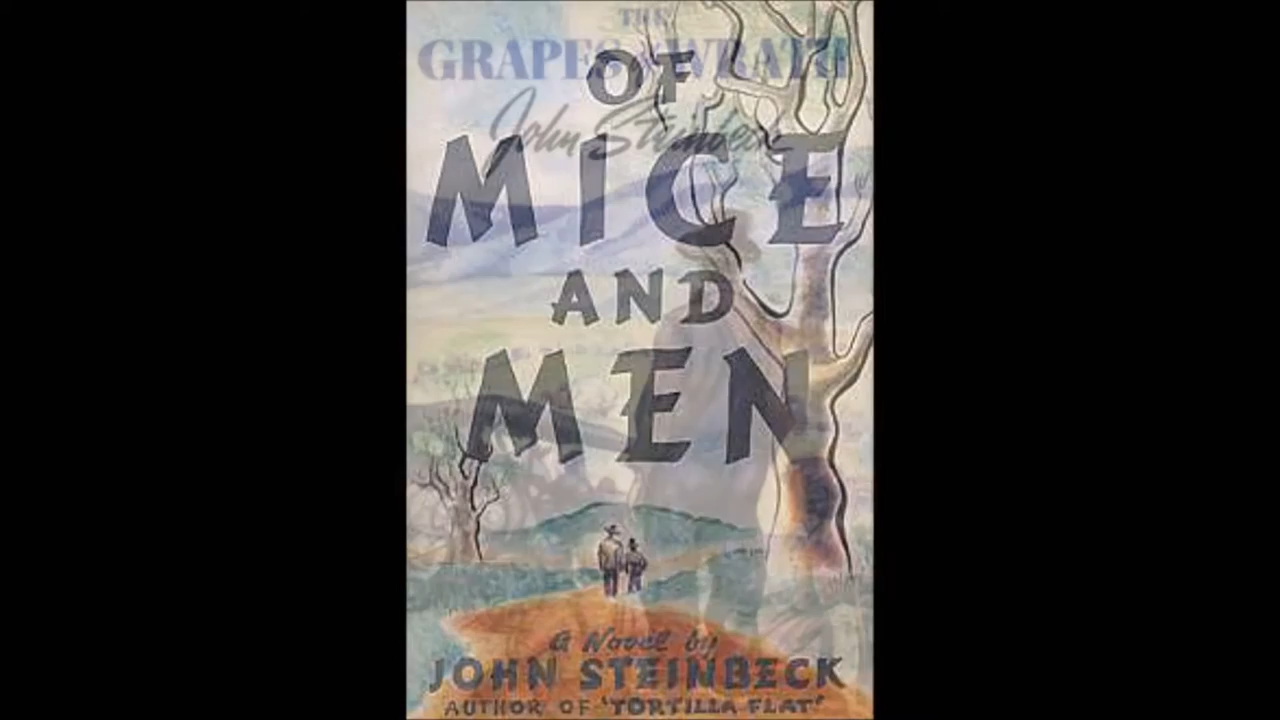 THE
GRAPES of WRATH
OF
John Steinbeck
MICE
AND
MEN
A Novel by
JOHN STEINBECK
AUTHOR OF 'TORTILLA FLAT'